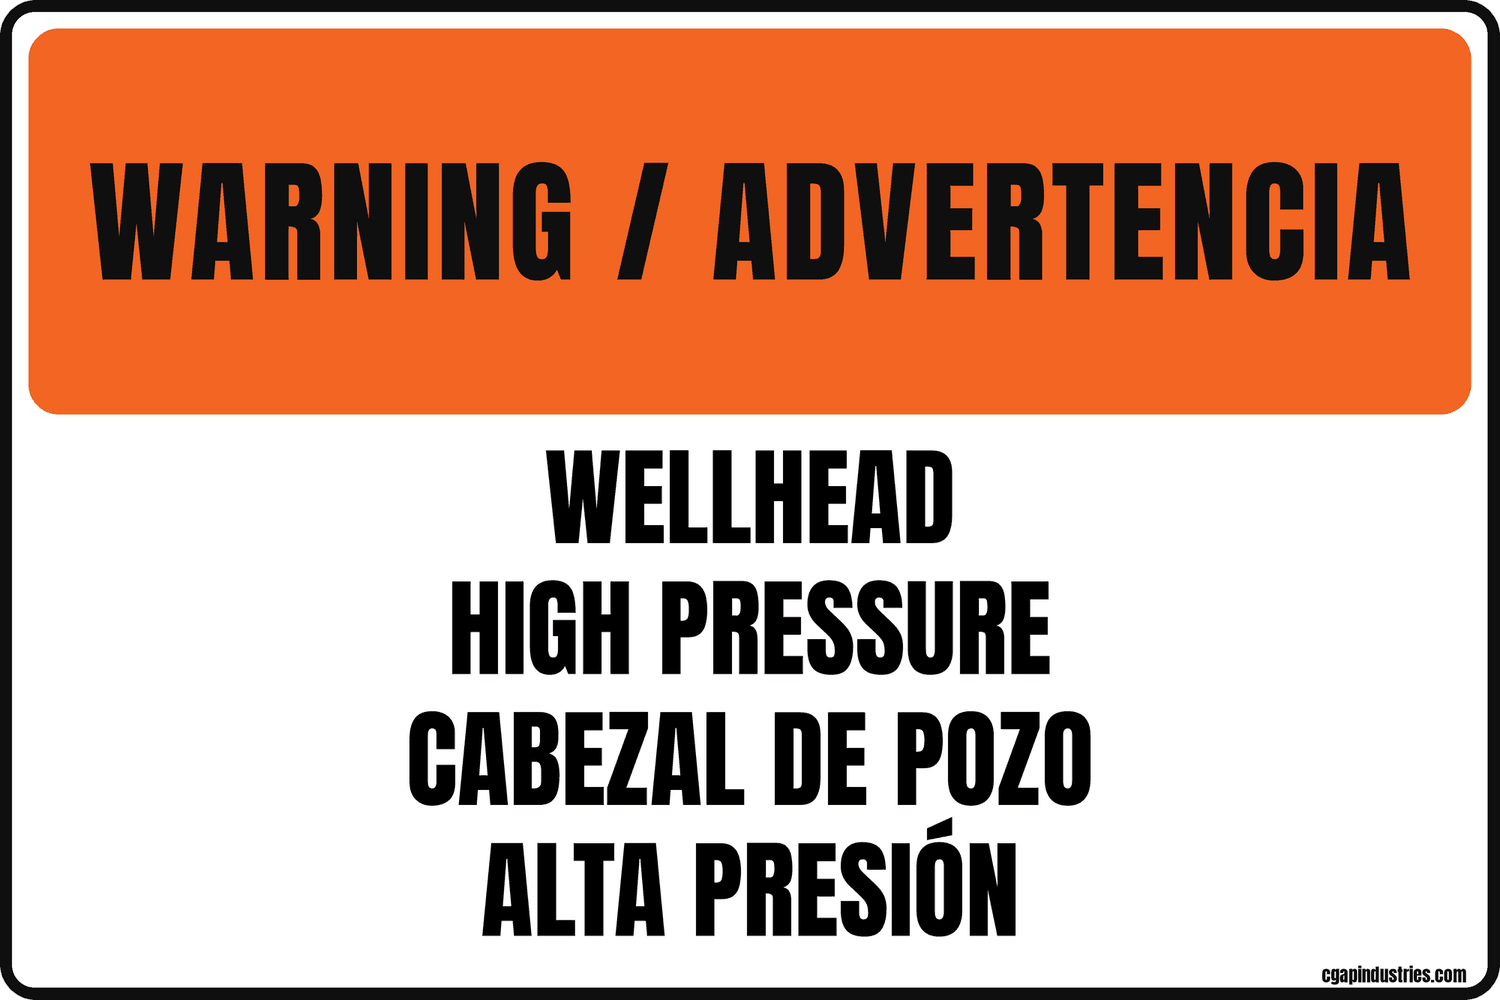 WARNING / ADVERTENCIA
WELLHEAD
HIGH PRESSURE
CABEZAL DE POZO
ALTA PRESIÓN
cgapindustries.com